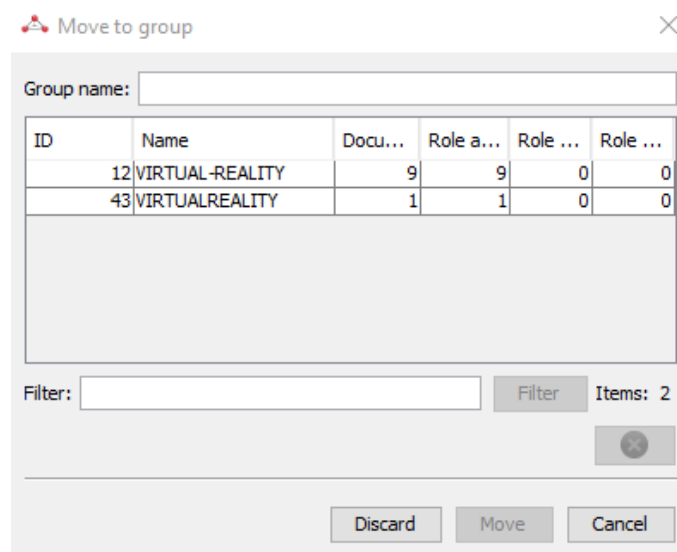 Move to group
Group name:
ID Name Docu... Role a... Role ... Role ...
12 VIRTUAL-REALITY 9 9 0 0
43 VIRTUALREALITY 1 1 0 0
Filter: Filter Items: 2
Discard Move Cancel